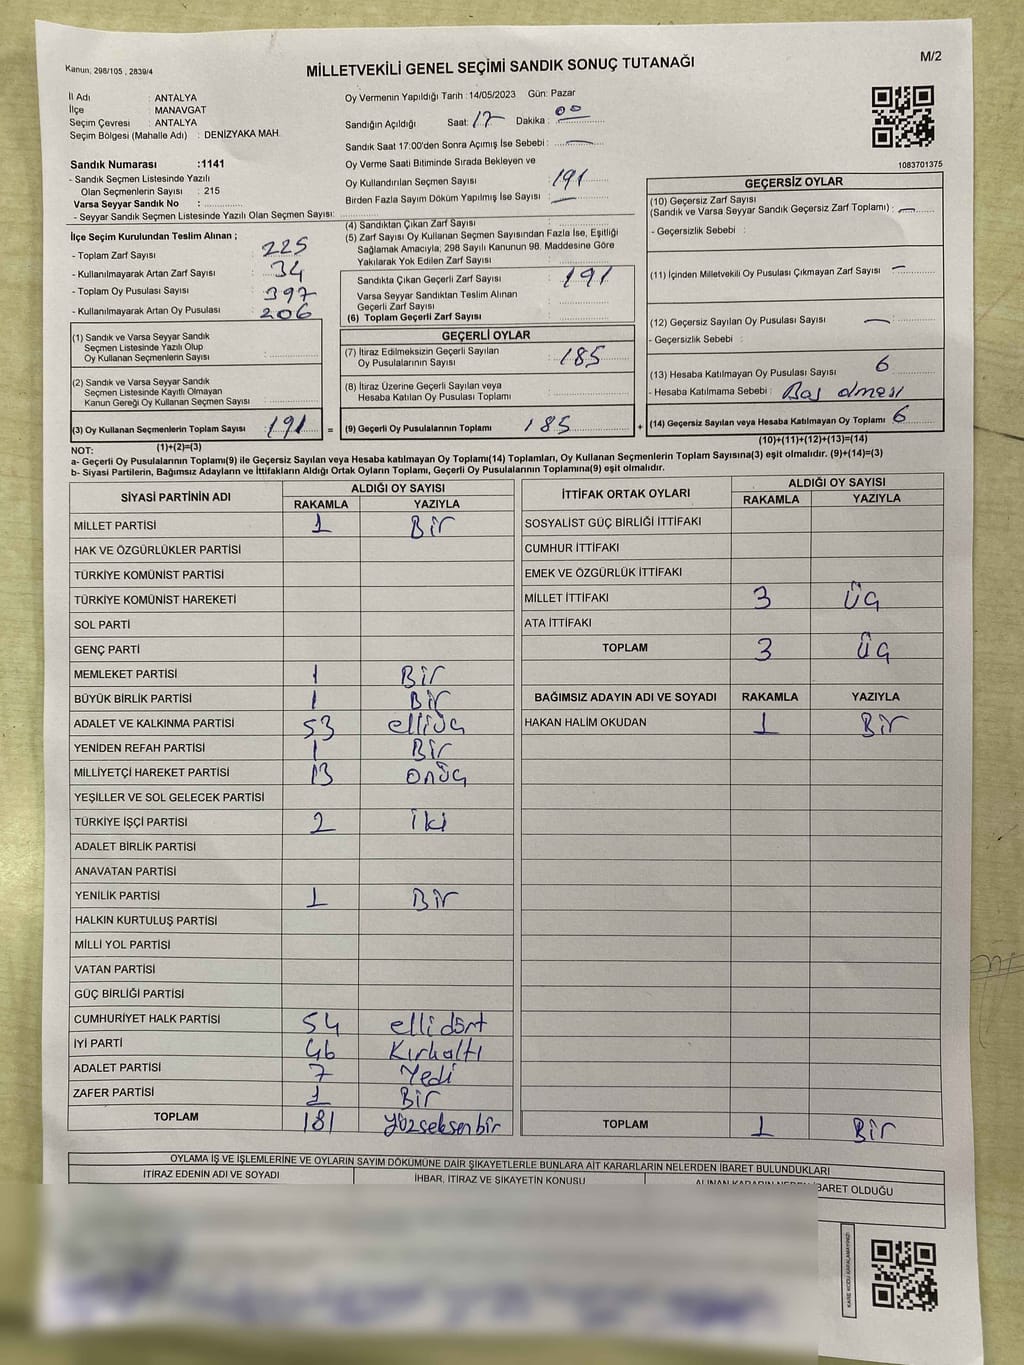 Kanun; 298/105 , 2839/4
MİLLETVEKİLİ GENEL SEÇİMİ SANDIK SONUÇ TUTANAĞI
M/2
İl Adı : ANTALYA
İlçe : MANAVGAT
Seçim Çevresi : ANTALYA
Seçim Bölgesi (Mahalle Adı) : DENİZYAKA MAH.
Sandık Numarası :1141
- Sandık Seçmen Listesinde Yazılı
Olan Seçmenlerin Sayısı : 215
Varsa Seyyar Sandık No :
- Seyyar Sandık Seçmen Listesinde Yazılı Olan Seçmen Sayısı:
Oy Vermenin Yapıldığı Tarih :14/05/2023 Gün: Pazar
Sandığın Açıldığı Saat: 17 Dakika : 00
Sandık Saat 17:00'den Sonra Açımış İse Sebebi : —
Oy Verme Saati Bitiminde Sırada Bekleyen ve
Oy Kullandırılan Seçmen Sayısı : 191
Birden Fazla Sayım Döküm Yapılmış İse Sayısı : —
1083701375
İlçe Seçim Kurulundan Teslim Alınan ;
- Toplam Zarf Sayısı : 225
- Kullanılmayarak Artan Zarf Sayısı : 34
- Toplam Oy Pusulası Sayısı : 397
- Kullanılmayarak Artan Oy Pusulası : 206
(1) Sandık ve Varsa Seyyar Sandık
Seçmen Listesinde Yazılı Olup
Oy Kullanan Seçmenlerin Sayısı :
(2) Sandık ve Varsa Seyyar Sandık
Seçmen Listesinde Kayıtlı Olmayan
Kanun Gereği Oy Kullanan Seçmen Sayısı :
(3) Oy Kullanan Seçmenlerin Toplam Sayısı : 191 =
(1)+(2)=(3)
(4) Sandıktan Çıkan Zarf Sayısı :
(5) Zarf Sayısı Oy Kullanan Seçmen Sayısından Fazla İse, Eşitliği
Sağlamak Amacıyla; 298 Sayılı Kanunun 98. Maddesine Göre
Yakılarak Yok Edilen Zarf Sayısı :
Sandıkta Çıkan Geçerli Zarf Sayısı : 191
Varsa Seyyar Sandıktan Teslim Alınan
Geçerli Zarf Sayısı :
(6) Toplam Geçerli Zarf Sayısı :
GEÇERLİ OYLAR
(7) İtiraz Edilmeksizin Geçerli Sayılan
Oy Pusulalarının Sayısı : 185
(8) İtiraz Üzerine Geçerli Sayılan veya
Hesaba Katılan Oy Pusulası Toplamı :
(9) Geçerli Oy Pusulalarının Toplamı : 185 +
GEÇERSİZ OYLAR
(10) Geçersiz Zarf Sayısı
(Sandık ve Varsa Seyyar Sandık Geçersiz Zarf Toplamı) : —
- Geçersizlik Sebebi :
(11) İçinden Milletvekili Oy Pusulası Çıkmayan Zarf Sayısı : —
(12) Geçersiz Sayılan Oy Pusulası Sayısı : —
- Geçersizlik Sebebi :
(13) Hesaba Katılmayan Oy Pusulası Sayısı : 6
- Hesaba Katılmama Sebebi : Boş olması
(14) Geçersiz Sayılan veya Hesaba Katılmayan Oy Toplamı : 6
(10)+(11)+(12)+(13)=(14)
NOT:
a- Geçerli Oy Pusulalarının Toplamı(9) ile Geçersiz Sayılan veya Hesaba Katılmayan oy Toplamı(14) Toplamları, Oy Kullanan Seçmenlerin Toplam Sayısına(3) eşit olmalıdır. (9)+(14)=(3)
b- Siyasi Partilerin, Bağımsız Adayların ve İttifakların Aldığı Ortak Oyların Toplamı, Geçerli Oy Pusulalarının Toplamına(9) eşit olmalıdır.
SİYASİ PARTİNİN ADI ALDIĞI OY SAYISI
RAKAMLA YAZIYLA
MİLLET PARTİSİ 1 Bir
HAK VE ÖZGÜRLÜKLER PARTİSİ
TÜRKİYE KOMÜNİST PARTİSİ
TÜRKİYE KOMÜNİST HAREKETİ
SOL PARTİ
GENÇ PARTİ
MEMLEKET PARTİSİ 1 Bir
BÜYÜK BİRLİK PARTİSİ 1 Bir
ADALET VE KALKINMA PARTİSİ 53 elliüç
YENİDEN REFAH PARTİSİ 1 Bir
MİLLİYETÇİ HAREKET PARTİSİ 13 onüç
YEŞİLLER VE SOL GELECEK PARTİSİ
TÜRKİYE İŞÇİ PARTİSİ 2 iki
ADALET BİRLİK PARTİSİ
ANAVATAN PARTİSİ
YENİLİK PARTİSİ 1 Bir
HALKIN KURTULUŞ PARTİSİ
MİLLİ YOL PARTİSİ
VATAN PARTİSİ
GÜÇ BİRLİĞİ PARTİSİ
CUMHURİYET HALK PARTİSİ 54 elli dört
İYİ PARTİ 46 Kırkaltı
ADALET PARTİSİ 7 Yedi
ZAFER PARTİSİ 1 Bir
TOPLAM 181 yüzseksenbir
İTTİFAK ORTAK OYLARI ALDIĞI OY SAYISI
RAKAMLA YAZIYLA
SOSYALİST GÜÇ BİRLİĞİ İTTİFAKI
CUMHUR İTTİFAKI
EMEK VE ÖZGÜRLÜK İTTİFAKI
MİLLET İTTİFAKI 3 üç
ATA İTTİFAKI
TOPLAM 3 üç
BAĞIMSIZ ADAYIN ADI VE SOYADI RAKAMLA YAZIYLA
HAKAN HALİM OKUDAN 1 Bir
TOPLAM 1 Bir
OYLAMA İŞ VE İŞLEMLERİNE VE OYLARIN SAYIM DÖKÜMÜNE DAİR ŞİKAYETLERLE BUNLARA AİT KARARLARIN NELERDEN İBARET BULUNDUKLARI
İTİRAZ EDENİN ADI VE SOYADI İHBAR, İTİRAZ VE ŞİKAYETİN KONUSU ALINAN KARARIN NEDEN İBARET OLDUĞU
KARE KODU KARALAMAYINIZ!